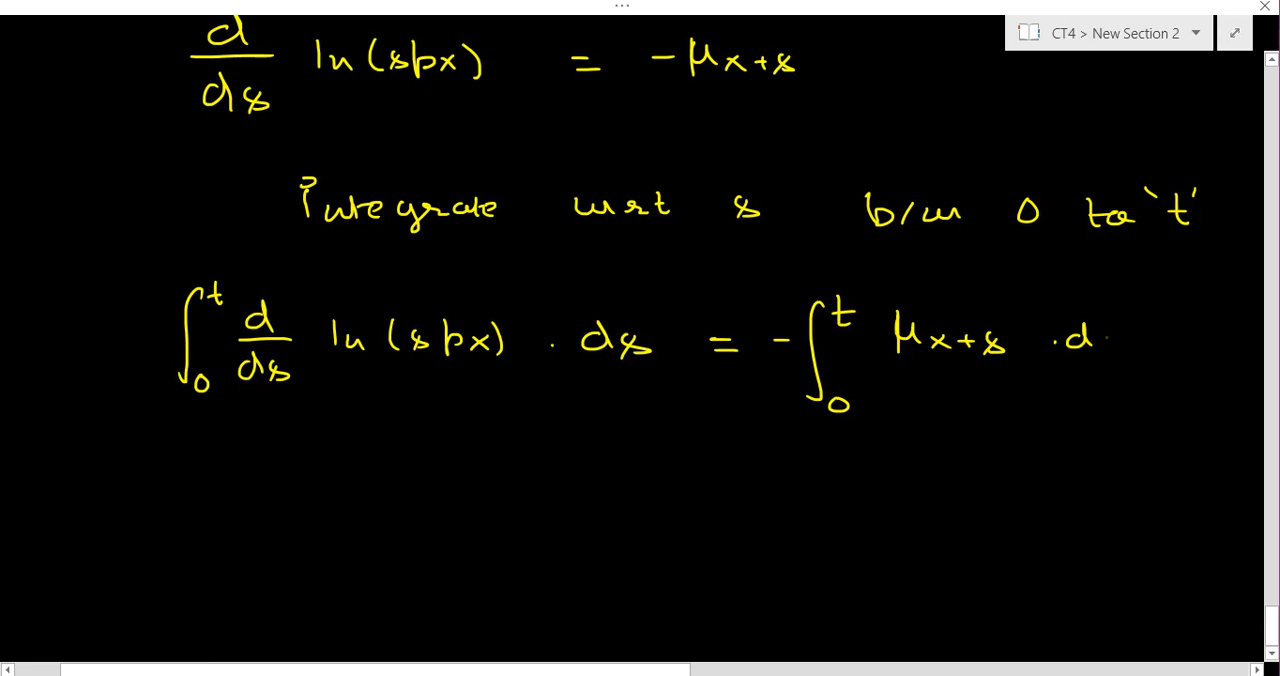 CT4 > New Section 2
d/ds ln(spx) = -μx+s
Integrate wrt s b/w 0 to 't'
∫₀ᵗ d/ds ln(spx) . ds = -∫₀ᵗ μx+s .d